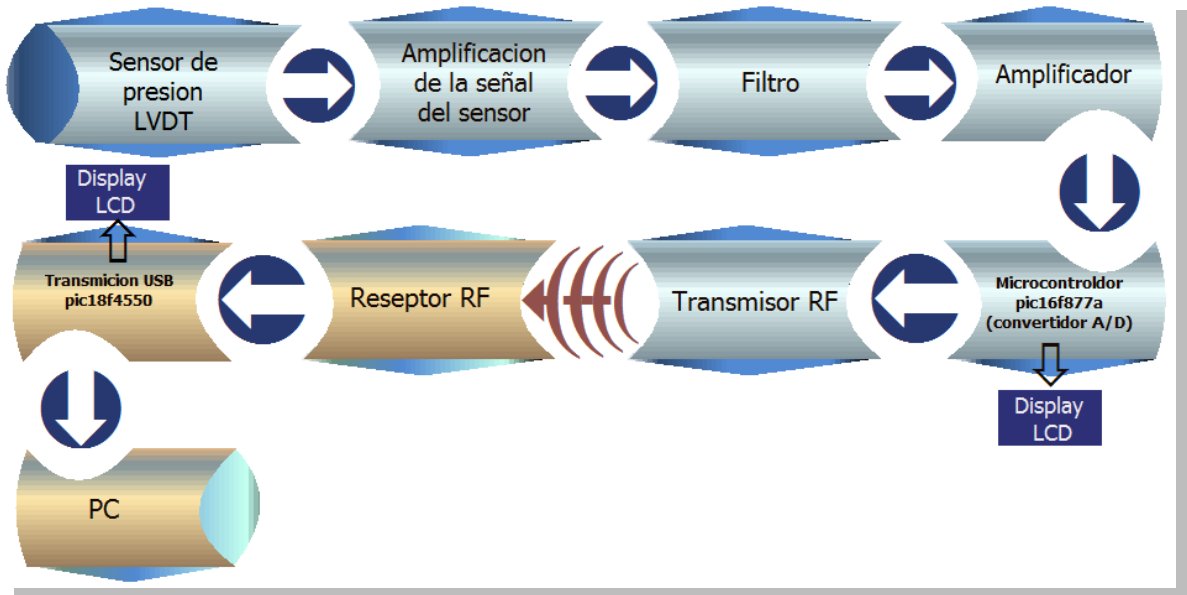 Sensor de
presion
LVDT
Amplificacion
de la señal
del sensor
Filtro
Amplificador
Display
LCD
Transmicion USB
pic18f4550
Reseptor RF
Transmisor RF
Microcontroldor
pic16f877a
(convertidor A/D)
Display
LCD
PC